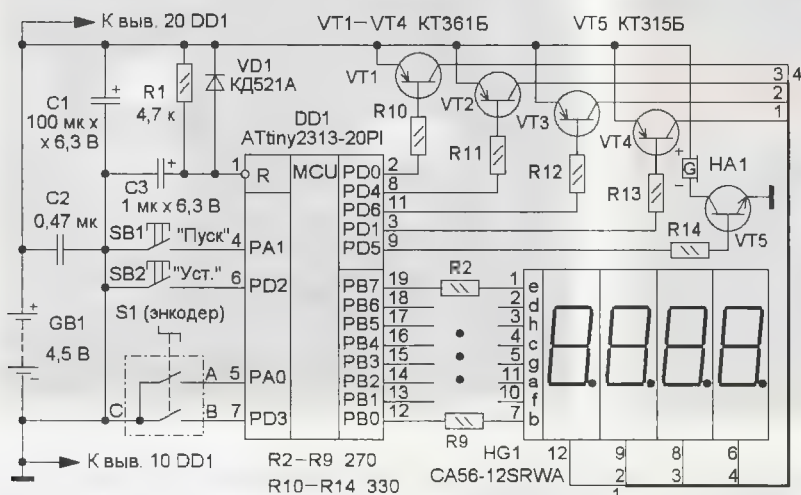 К выв. 20 DD1
VT1–VT4 КТ361Б
VT5 КТ315Б
C1
100 мк х
х 6,3 В
R1
4,7 к
VD1
КД521А
VT1
VT2
VT3
VT4
3 4
2
1
R10
R11
R12
R13
DD1
ATtiny2313-20PI
C3
1 мк х 6,3 В
C2
0,47 мк
1 R
MCU
PD0 2
PD4 8
PD6 11
PD1 3
PD5 9
+ G –
HA1
R14
VT5
SB1 "Пуск" 4 PA1
SB2 "Уст." 6 PD2
S1 (энкодер)
+ GB1 –
4,5 В
A 5 PA0
C B 7 PD3
PB7 19 R2 1 e
PB6 18 2 d
PB5 17 3 h
PB4 16 4 c
PB3 15 5 g
PB2 14 11 a
PB1 13 10 f
PB0 12 R9 7 b
8.8.8.8.
К выв. 10 DD1
R2–R9 270
R10–R14 330
HG1 12 9 8 6
CA56-12SRWA
2 3 4
1